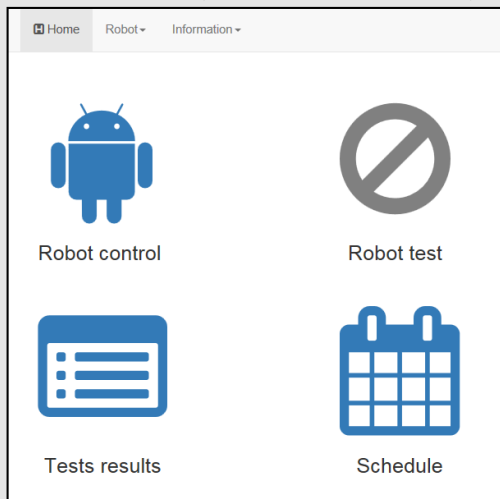 Home Robot Information
Robot control Robot test
Tests results Schedule